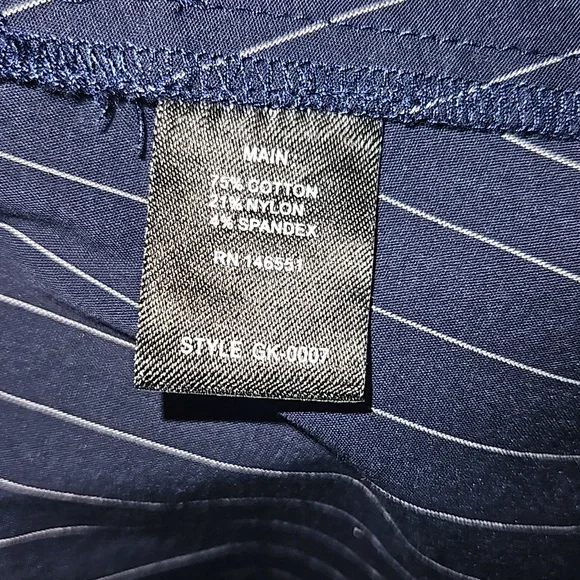 MAIN:
75% COTTON
21% NYLON
4% SPANDEX
RN 146551
STYLE GK-0007